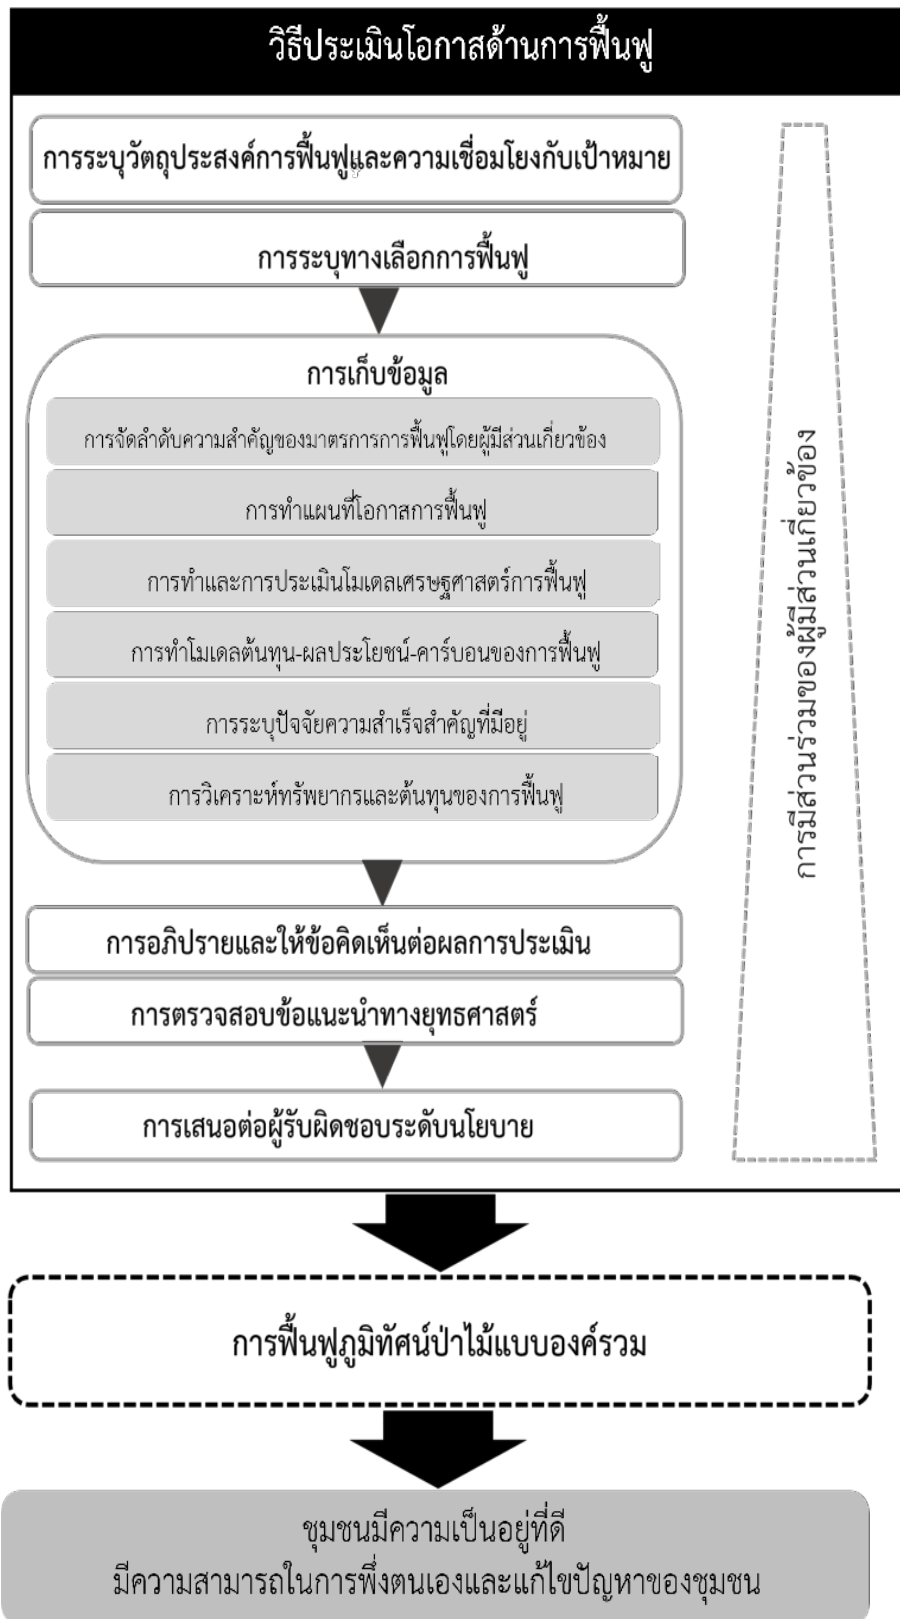 วิธีประเมินโอกาสด้านการฟื้นฟู
การระบุวัตถุประสงค์การฟื้นฟูและความเชื่อมโยงกับเป้าหมาย
การระบุทางเลือกการฟื้นฟู
การเก็บข้อมูล
การจัดลำดับความสำคัญของมาตรการการฟื้นฟูโดยผู้มีส่วนเกี่ยวข้อง
การทำแผนที่โอกาสการฟื้นฟู
การทำและการประเมินโมเดลเศรษฐศาสตร์การฟื้นฟู
การทำโมเดลต้นทุน-ผลประโยชน์-คาร์บอนของการฟื้นฟู
การระบุปัจจัยความสำเร็จสำคัญที่มีอยู่
การวิเคราะห์ทรัพยากรและต้นทุนของการฟื้นฟู
การอภิปรายและให้ข้อคิดเห็นต่อผลการประเมิน
การตรวจสอบข้อแนะนำทางยุทธศาสตร์
การเสนอต่อผู้รับผิดชอบระดับนโยบาย
การมีส่วนร่วมของผู้มีส่วนเกี่ยวข้อง
การฟื้นฟูภูมิทัศน์ป่าไม้แบบองค์รวม
ชุมชนมีความเป็นอยู่ที่ดี
มีความสามารถในการพึ่งตนเองและแก้ไขปัญหาของชุมชน